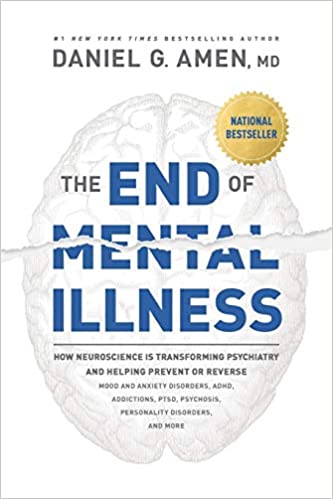 #1 NEW YORK TIMES BESTSELLING AUTHOR
DANIEL G. AMEN, MD
NATIONAL
BESTSELLER
THE END OF
MENTAL
ILLNESS
HOW NEUROSCIENCE IS TRANSFORMING PSYCHIATRY
AND HELPING PREVENT OR REVERSE
MOOD AND ANXIETY DISORDERS, ADHD,
ADDICTIONS, PTSD, PSYCHOSIS,
PERSONALITY DISORDERS,
AND MORE